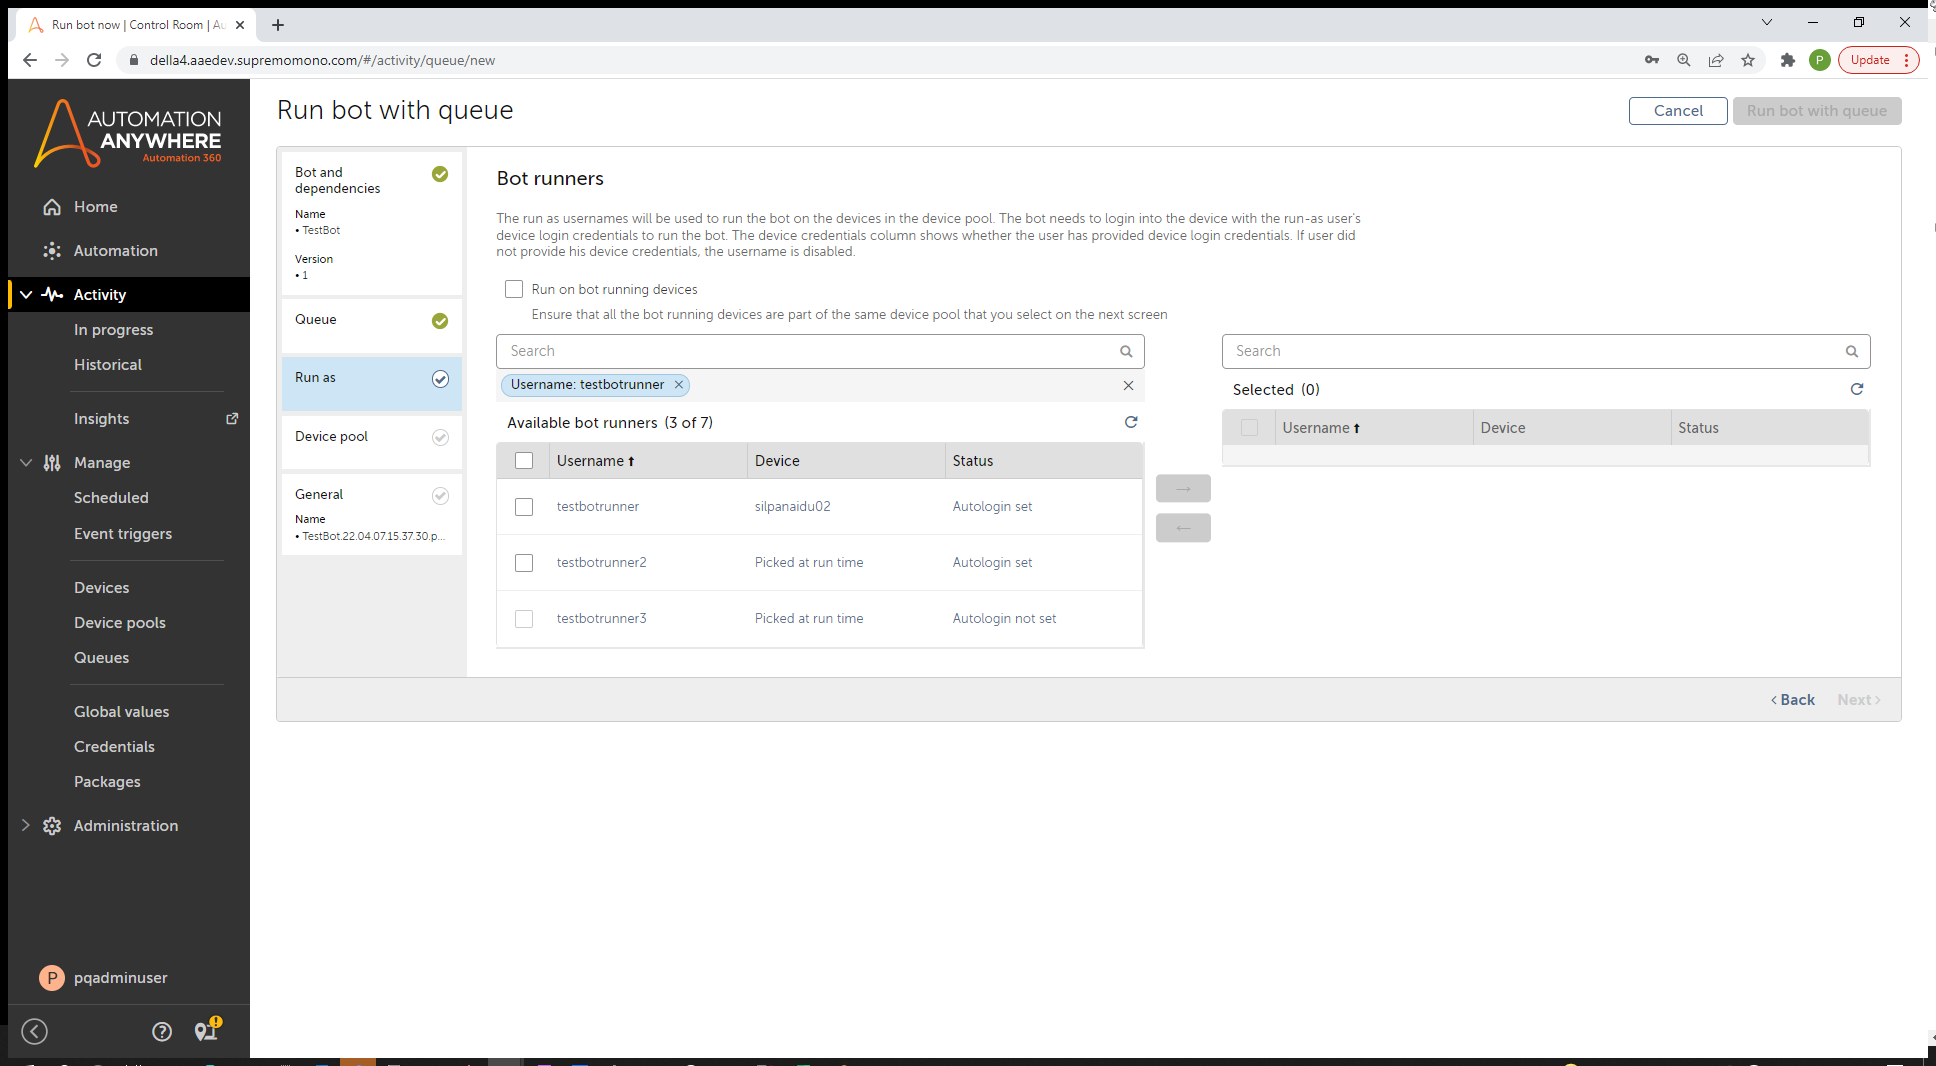 Run bot now | Control Room | Au
della4.aaedev.supremomono.com/#/activity/queue/new
P
Update
AUTOMATION
ANYWHERE
Automation 360
Home
Automation
Activity
In progress
Historical
Insights
Manage
Scheduled
Event triggers
Devices
Device pools
Queues
Global values
Credentials
Packages
Administration
P pqadminuser
Run bot with queue
Cancel
Run bot with queue
Bot and
dependencies
Name
• TestBot
Version
• 1
Queue
Run as
Device pool
General
Name
• TestBot.22.04.07.15.37.30.p...
Bot runners
The run as usernames will be used to run the bot on the devices in the device pool. The bot needs to login into the device with the run-as user's
device login credentials to run the bot. The device credentials column shows whether the user has provided device login credentials. If user did
not provide his device credentials, the username is disabled.
Run on bot running devices
Ensure that all the bot running devices are part of the same device pool that you select on the next screen
Search
Username: testbotrunner
Available bot runners (3 of 7)
Username Device Status
testbotrunner silpanaidu02 Autologin set
testbotrunner2 Picked at run time Autologin set
testbotrunner3 Picked at run time Autologin not set
Search
Selected (0)
Username Device Status
Back Next